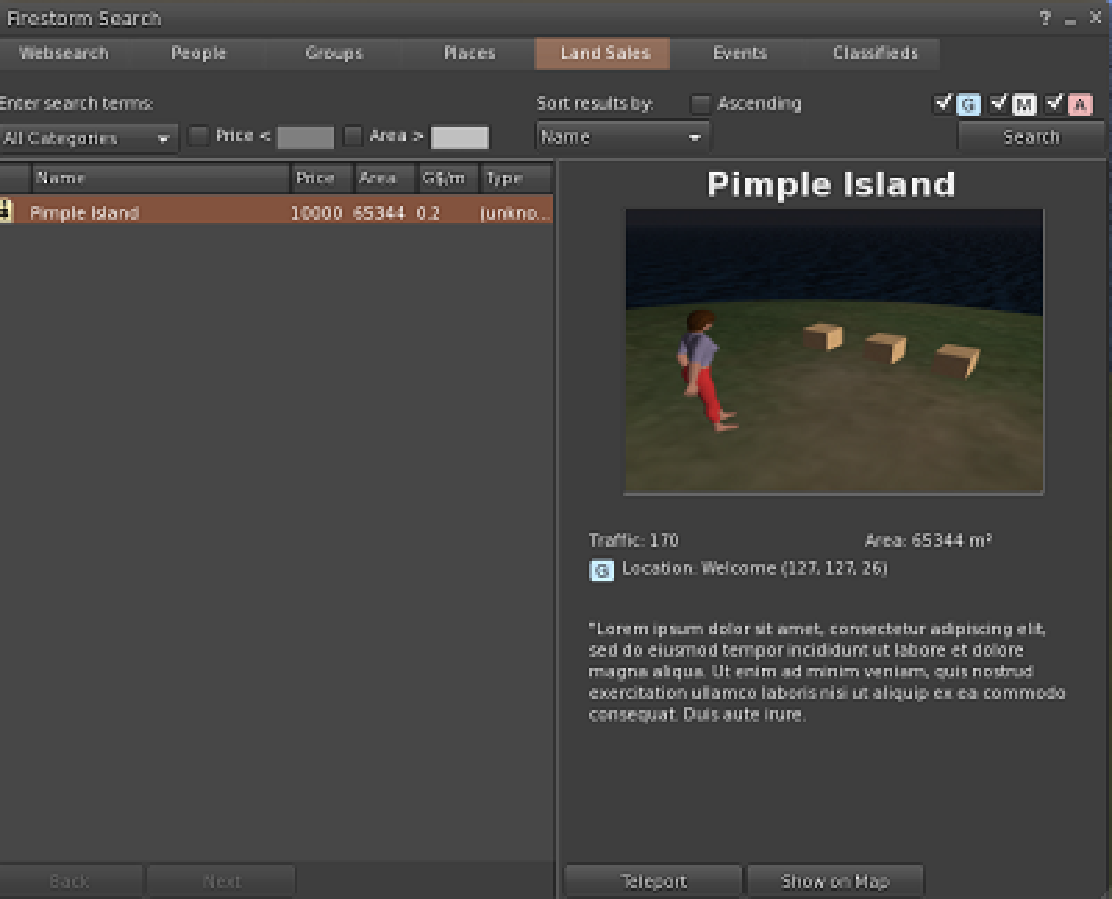 Firestorm Search
? _ X
Websearch People Groups Places Land Sales Events Classifieds
Enter search terms:
Sort results by: Ascending G M A
All Categories Price < Area > Name Search
Name Price Area G$/m Type
Pimple Island 10000 65344 0.2 (unkno...
Pimple Island
Traffic: 170 Area: 65344 m²
G Location: Welcome (127, 127, 26)
"Lorem ipsum dolor sit amet, consectetur adipiscing elit,
sed do eiusmod tempor incididunt ut labore et dolore
magna aliqua. Ut enim ad minim veniam, quis nostrud
exercitation ullamco laboris nisi ut aliquip ex ea commodo
consequat. Duis aute irure.
Back Next Teleport Show on Map